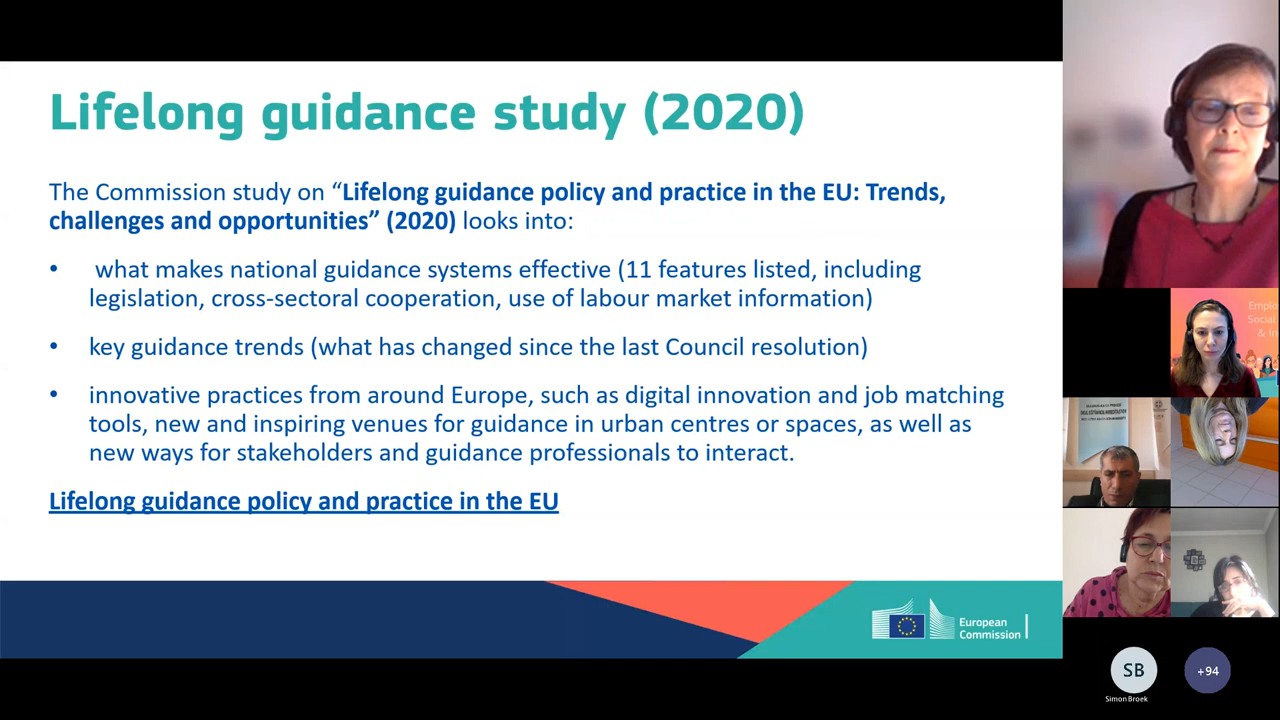 Lifelong guidance study (2020)
The Commission study on “Lifelong guidance policy and practice in the EU: Trends,
challenges and opportunities” (2020) looks into:
• what makes national guidance systems effective (11 features listed, including
legislation, cross-sectoral cooperation, use of labour market information)
• key guidance trends (what has changed since the last Council resolution)
• innovative practices from around Europe, such as digital innovation and job matching
tools, new and inspiring venues for guidance in urban centres or spaces, as well as
new ways for stakeholders and guidance professionals to interact.
Lifelong guidance policy and practice in the EU
European
Commission
Emplo
Social
& In
SB
Simon Broek
+94